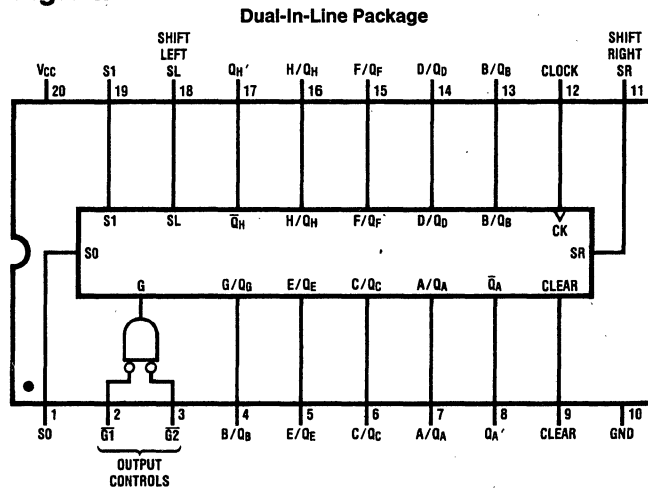 Dual-In-Line Package
SHIFT
LEFT
SHIFT
RIGHT
VCC S1 SL QH' H/QH F/QF D/QD B/QB CLOCK SR
20 19 18 17 16 15 14 13 12 11
S1 SL Q̅H H/QH F/QF D/QD B/QB CK
S0 SR
G G/QG E/QE C/QC A/QA Q̅A CLEAR
1 2 3 4 5 6 7 8 9 10
S0 G̅1̅ G̅2̅ B/QB E/QE C/QC A/QA QA' CLEAR GND
OUTPUT
CONTROLS